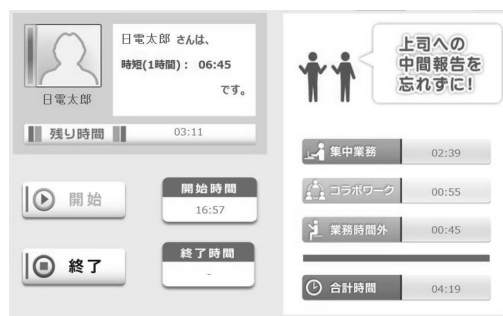 日電太郎 さんは、
時短(1時間)： 06:45
です。
日電太郎
残り時間
03:11
開始
開始時間
16:57
終了
終了時間
-
上司への
中間報告を
忘れずに!
集中業務
02:39
コラボワーク
00:55
業務時間外
00:45
合計時間
04:19